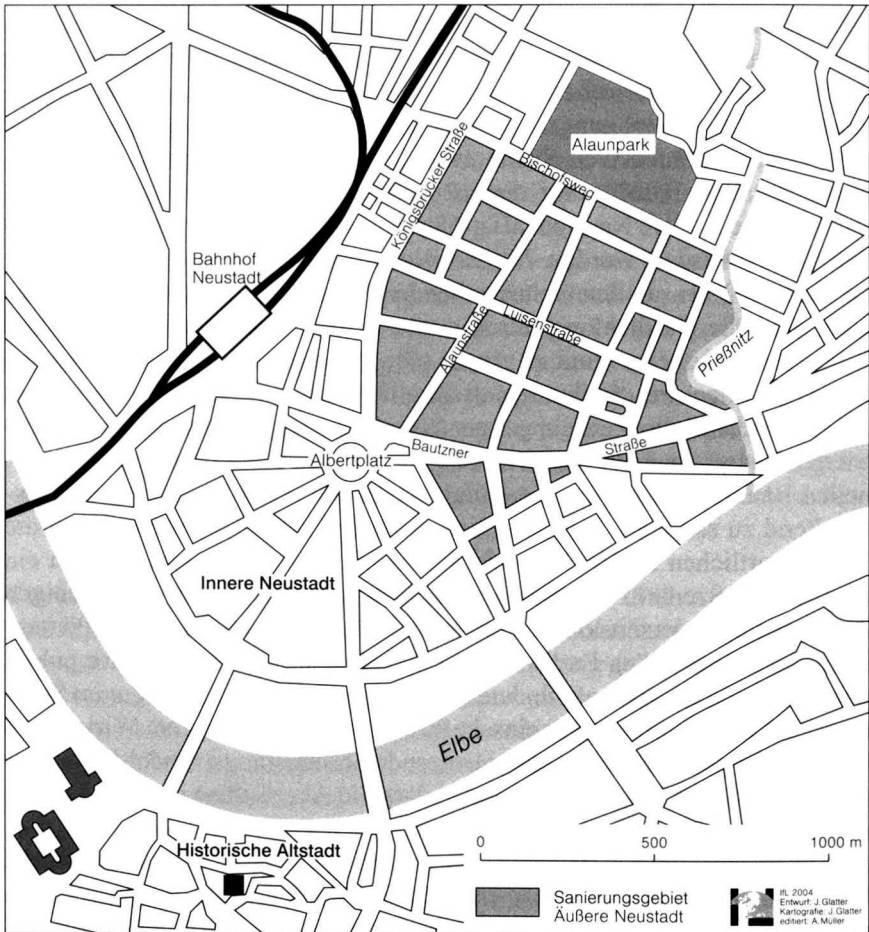 Alaunpark
Königsbrücker Straße
Bischofsweg
Bahnhof
Neustadt
Luisenstraße
Alaunstraße
Prießnitz
Bautzner
Straße
Albertplatz
Innere Neustadt
Elbe
Historische Altstadt
0 500 1000 m
Sanierungsgebiet
Äußere Neustadt
IfL 2004
Entwurf: J. Glatter
Kartografie: J. Glatter
editiert: A. Müller